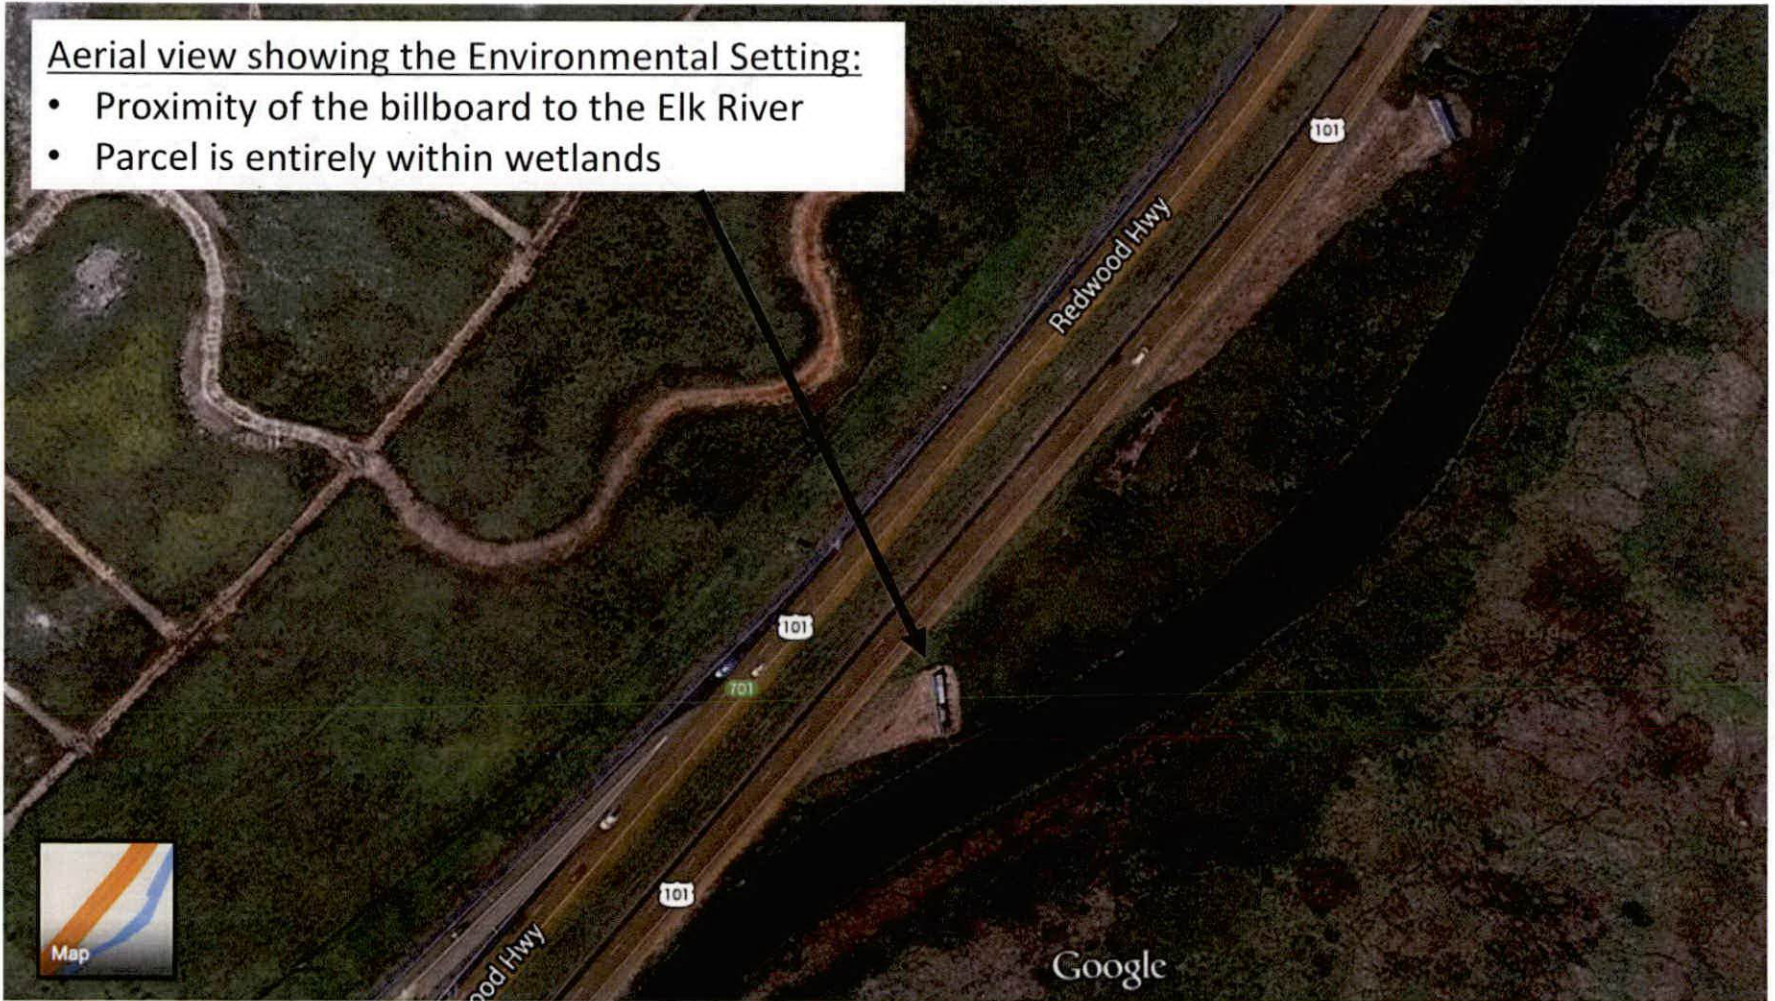 Aerial view showing the Environmental Setting:
• Proximity of the billboard to the Elk River
• Parcel is entirely within wetlands
101
Redwood Hwy
101
701
101
ood Hwy
Map
Google